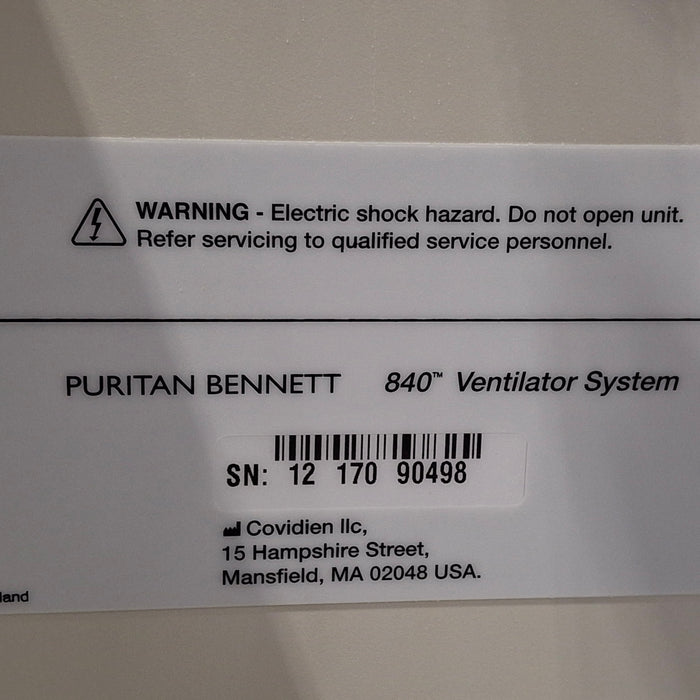 WARNING - Electric shock hazard. Do not open unit.
Refer servicing to qualified service personnel.
PURITAN BENNETT 840™ Ventilator System
SN: 12 170 90498
Covidien llc,
15 Hampshire Street,
Mansfield, MA 02048 USA.
land